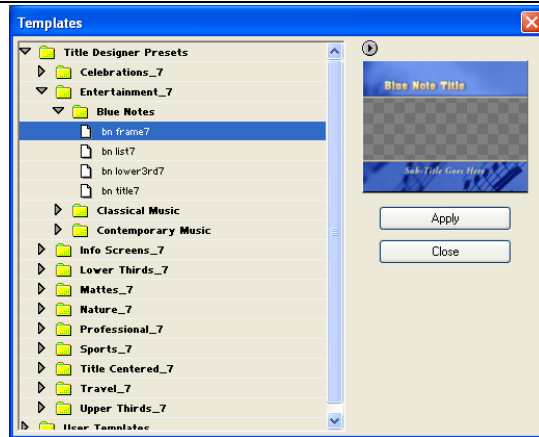 Templates
Title Designer Presets
Celebrations_7
Entertainment_7
Blue Notes
bn frame7
bn list7
bn lower3rd7
bn title7
Classical Music
Contemporary Music
Info Screens_7
Lower Thirds_7
Mattes_7
Nature_7
Professional_7
Sports_7
Title Centered_7
Travel_7
Upper Thirds_7
User Templates
Blue Note Title
Sub-Title Goes Here
Apply
Close